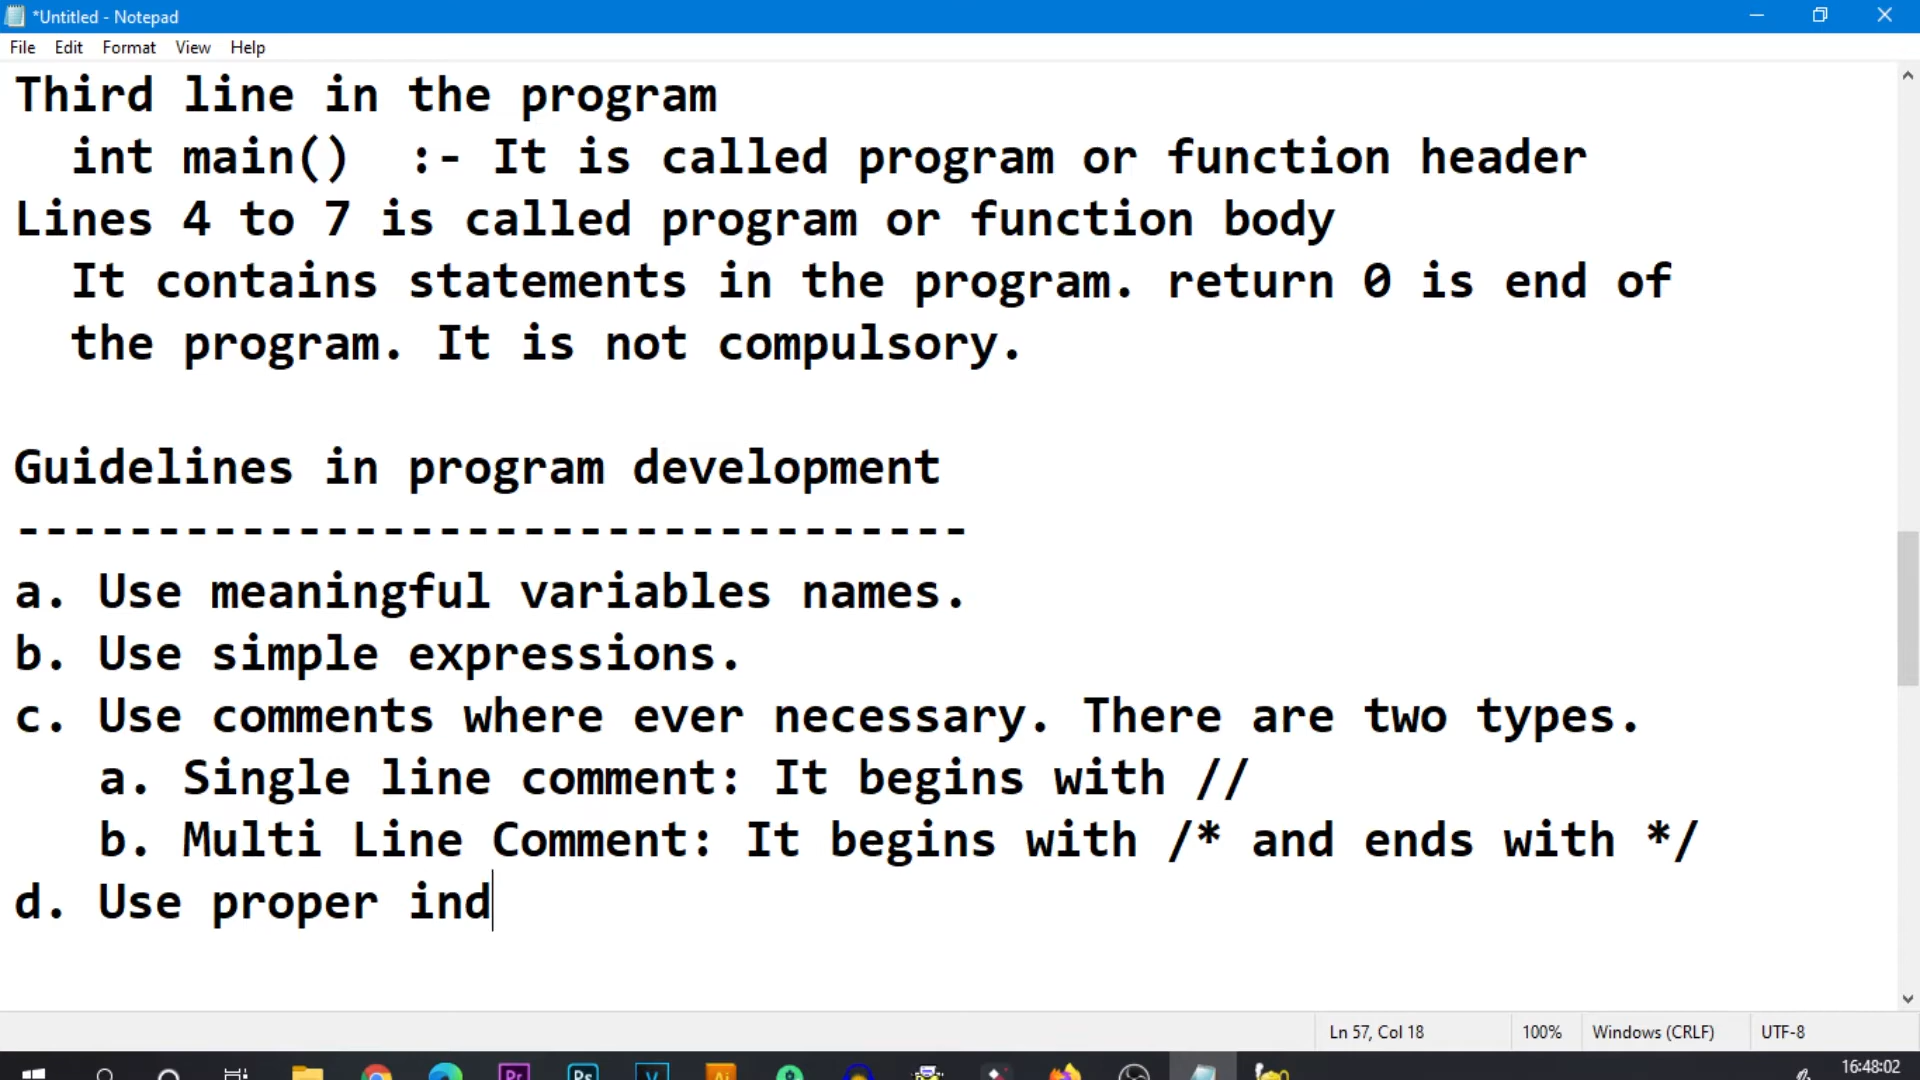 *Untitled - Notepad
File Edit Format View Help
Third line in the program
int main() :- It is called program or function header
Lines 4 to 7 is called program or function body
It contains statements in the program. return 0 is end of
the program. It is not compulsory.
Guidelines in program development
----------------------------------
a. Use meaningful variables names.
b. Use simple expressions.
c. Use comments where ever necessary. There are two types.
a. Single line comment: It begins with //
b. Multi Line Comment: It begins with /* and ends with */
d. Use proper ind
Ln 57, Col 18 100% Windows (CRLF) UTF-8
Pr Ps V Ai 16:48:02